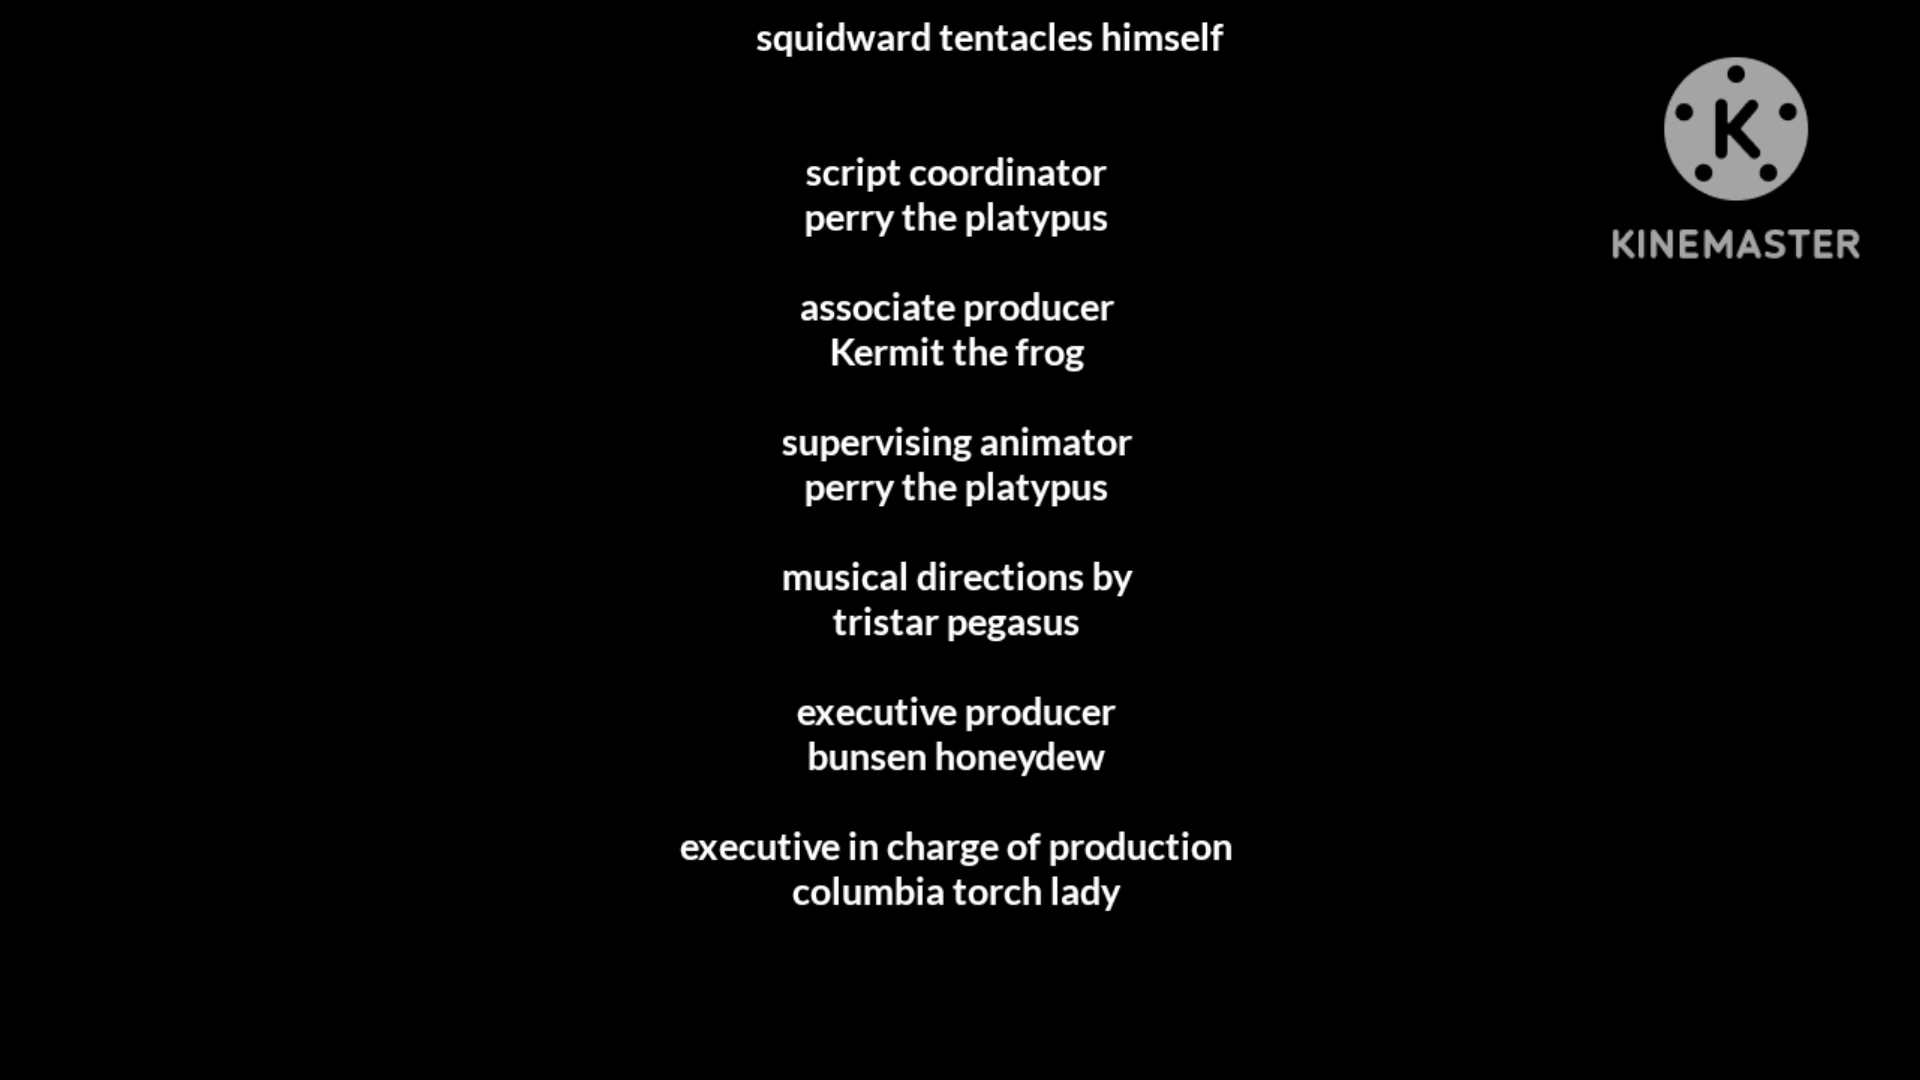 squidward tentacles himself
script coordinator
perry the platypus
associate producer
Kermit the frog
supervising animator
perry the platypus
musical directions by
tristar pegasus
executive producer
bunsen honeydew
executive in charge of production
columbia torch lady
K
KINEMASTER